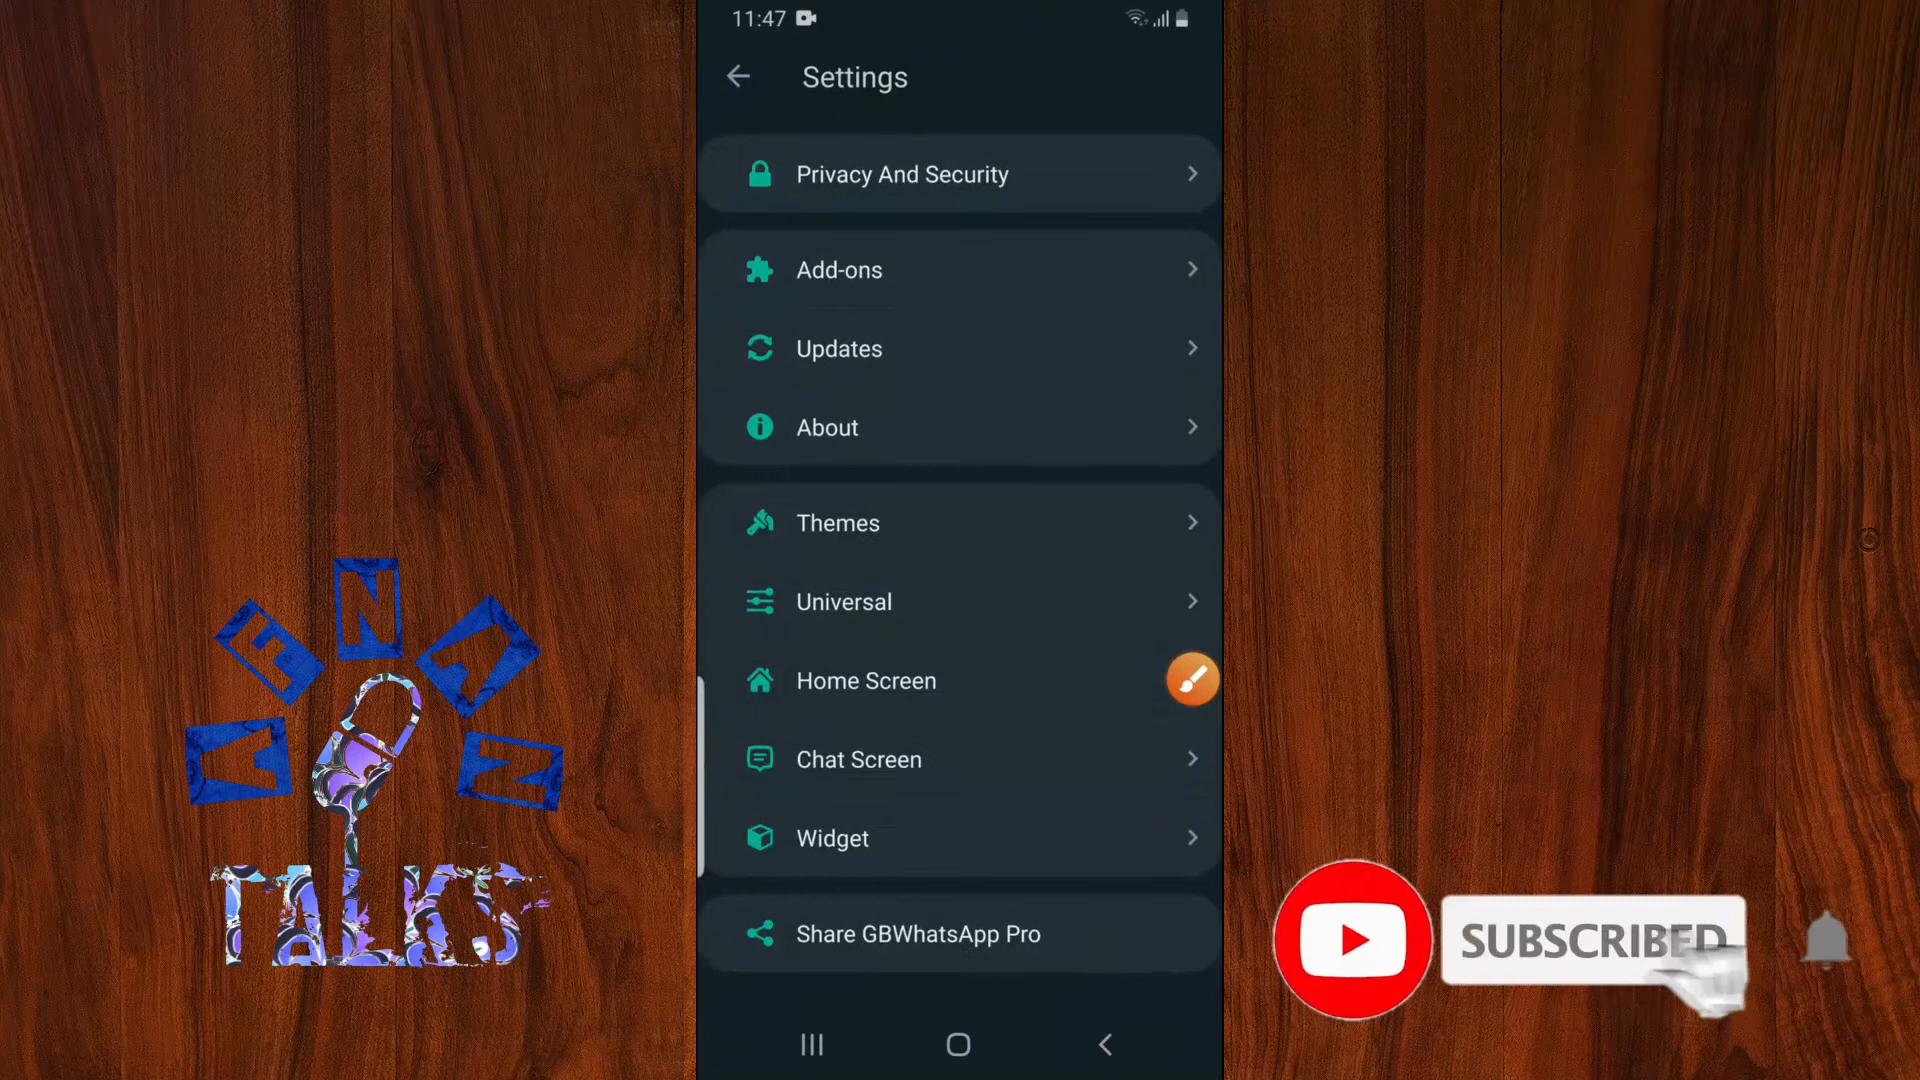 11:47
Settings
Privacy And Security
Add-ons
Updates
About
Themes
Universal
Home Screen
Chat Screen
Widget
Share GBWhatsApp Pro
TALKS
SUBSCRIBED